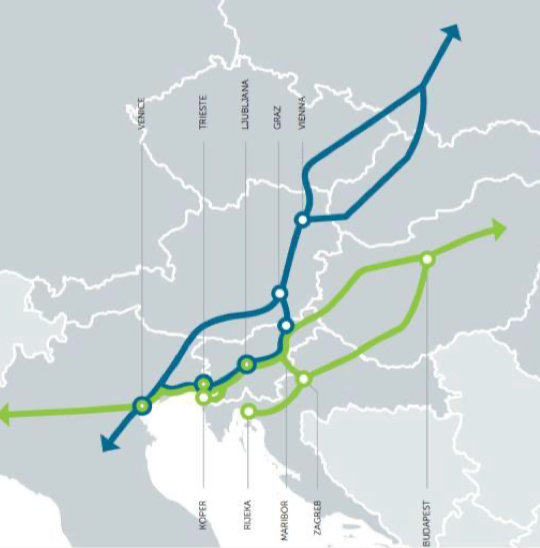 VENICE
TRIESTE
LJUBLJANA
GRAZ
VIENNA
KOPER
RIJEKA
MARIBOR
ZAGREB
BUDAPEST